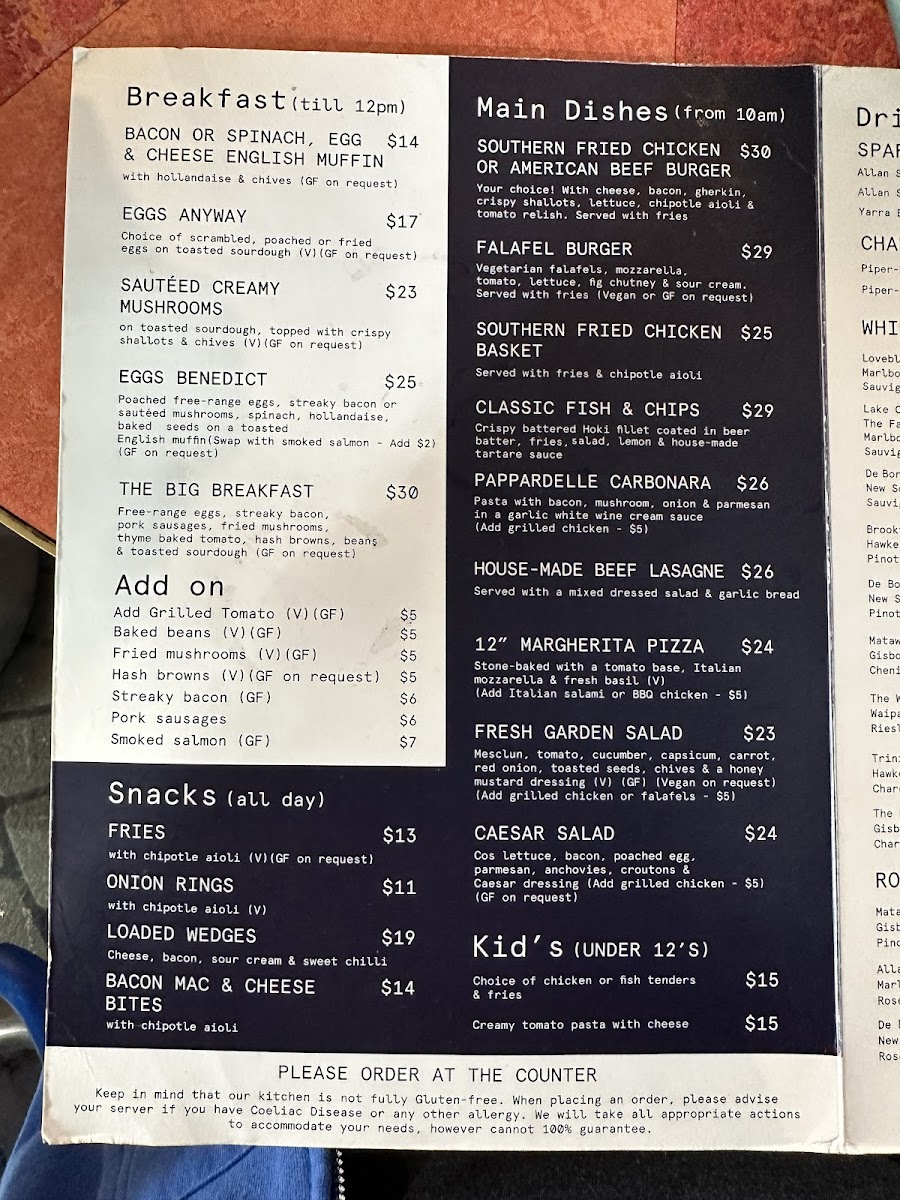 Breakfast (till 12pm)
BACON OR SPINACH, EGG $14
& CHEESE ENGLISH MUFFIN
with hollandaise & chives (GF on request)
EGGS ANYWAY $17
Choice of scrambled, poached or fried
eggs on toasted sourdough (V)(GF on request)
SAUTÉED CREAMY $23
MUSHROOMS
on toasted sourdough, topped with crispy
shallots & chives (V)(GF on request)
EGGS BENEDICT $25
Poached free-range eggs, streaky bacon or
sautéed mushrooms, spinach, hollandaise,
baked seeds on a toasted
English muffin(Swap with smoked salmon - Add $2)
(GF on request)
THE BIG BREAKFAST $30
Free-range eggs, streaky bacon,
pork sausages, fried mushrooms,
thyme baked tomato, hash browns, beans
& toasted sourdough (GF on request)
Add on
Add Grilled Tomato (V)(GF) $5
Baked beans (V)(GF) $5
Fried mushrooms (V)(GF) $5
Hash browns (V)(GF on request) $5
Streaky bacon (GF) $6
Pork sausages $6
Smoked salmon (GF) $7
Snacks (all day)
FRIES $13
with chipotle aioli (V)(GF on request)
ONION RINGS $11
with chipotle aioli (V)
LOADED WEDGES $19
Cheese, bacon, sour cream & sweet chilli
BACON MAC & CHEESE $14
BITES
with chipotle aioli
Main Dishes (from 10am)
SOUTHERN FRIED CHICKEN $30
OR AMERICAN BEEF BURGER
Your choice! With cheese, bacon, gherkin,
crispy shallots, lettuce, chipotle aioli &
tomato relish. Served with fries
FALAFEL BURGER $29
Vegetarian falafels, mozzarella,
tomato, lettuce, fig chutney & sour cream.
Served with fries (Vegan or GF on request)
SOUTHERN FRIED CHICKEN $25
BASKET
Served with fries & chipotle aioli
CLASSIC FISH & CHIPS $29
Crispy battered Hoki fillet coated in beer
batter, fries, salad, lemon & house-made
tartare sauce
PAPPARDELLE CARBONARA $26
Pasta with bacon, mushroom, onion & parmesan
in a garlic white wine cream sauce
(Add grilled chicken - $5)
HOUSE-MADE BEEF LASAGNE $26
Served with a mixed dressed salad & garlic bread
12” MARGHERITA PIZZA $24
Stone-baked with a tomato base, Italian
mozzarella & fresh basil (V)
(Add Italian salami or BBQ chicken - $5)
FRESH GARDEN SALAD $23
Mesclun, tomato, cucumber, capsicum, carrot,
red onion, toasted seeds, chives & a honey
mustard dressing (V) (GF) (Vegan on request)
(Add grilled chicken or falafels - $5)
CAESAR SALAD $24
Cos lettuce, bacon, poached egg,
parmesan, anchovies, croutons &
Caesar dressing (Add grilled chicken - $5)
(GF on request)
Kid's (UNDER 12'S)
Choice of chicken or fish tenders $15
& fries
Creamy tomato pasta with cheese $15
PLEASE ORDER AT THE COUNTER
Keep in mind that our kitchen is not fully Gluten-free. When placing an order, please advise
your server if you have Coeliac Disease or any other allergy. We will take all appropriate actions
to accommodate your needs, however cannot 100% guarantee.
Allan
Allan
Yarra
Piper-
Piper-
Lake
The
De
New
De
New
The
The
De
New